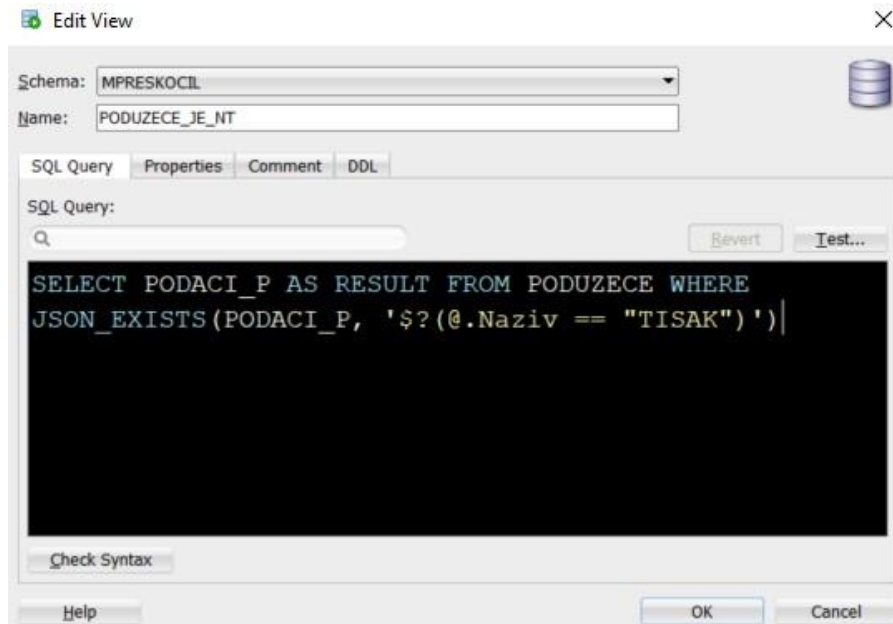 Edit View
Schema: MPRESKOCIL
Name: PODUZECE_JE_NT
SQL Query Properties Comment DDL
SQL Query:
Revert Test...
SELECT PODACI_P AS RESULT FROM PODUZECE WHERE
JSON_EXISTS(PODACI_P, '$?(@.Naziv == "TISAK")')
Check Syntax
Help OK Cancel